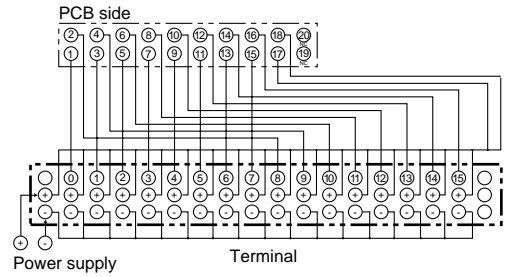 PCB side
2 4 6 8 10 12 14 16 18 20
NC
1 3 5 7 9 11 13 15 17 19
NC
0 1 2 3 4 5 6 7 8 9 10 11 12 13 14 15
+ + + + + + + + + + + + + + + + +
- - - - - - - - - - - - - - - - -
+ -
Power supply
Terminal